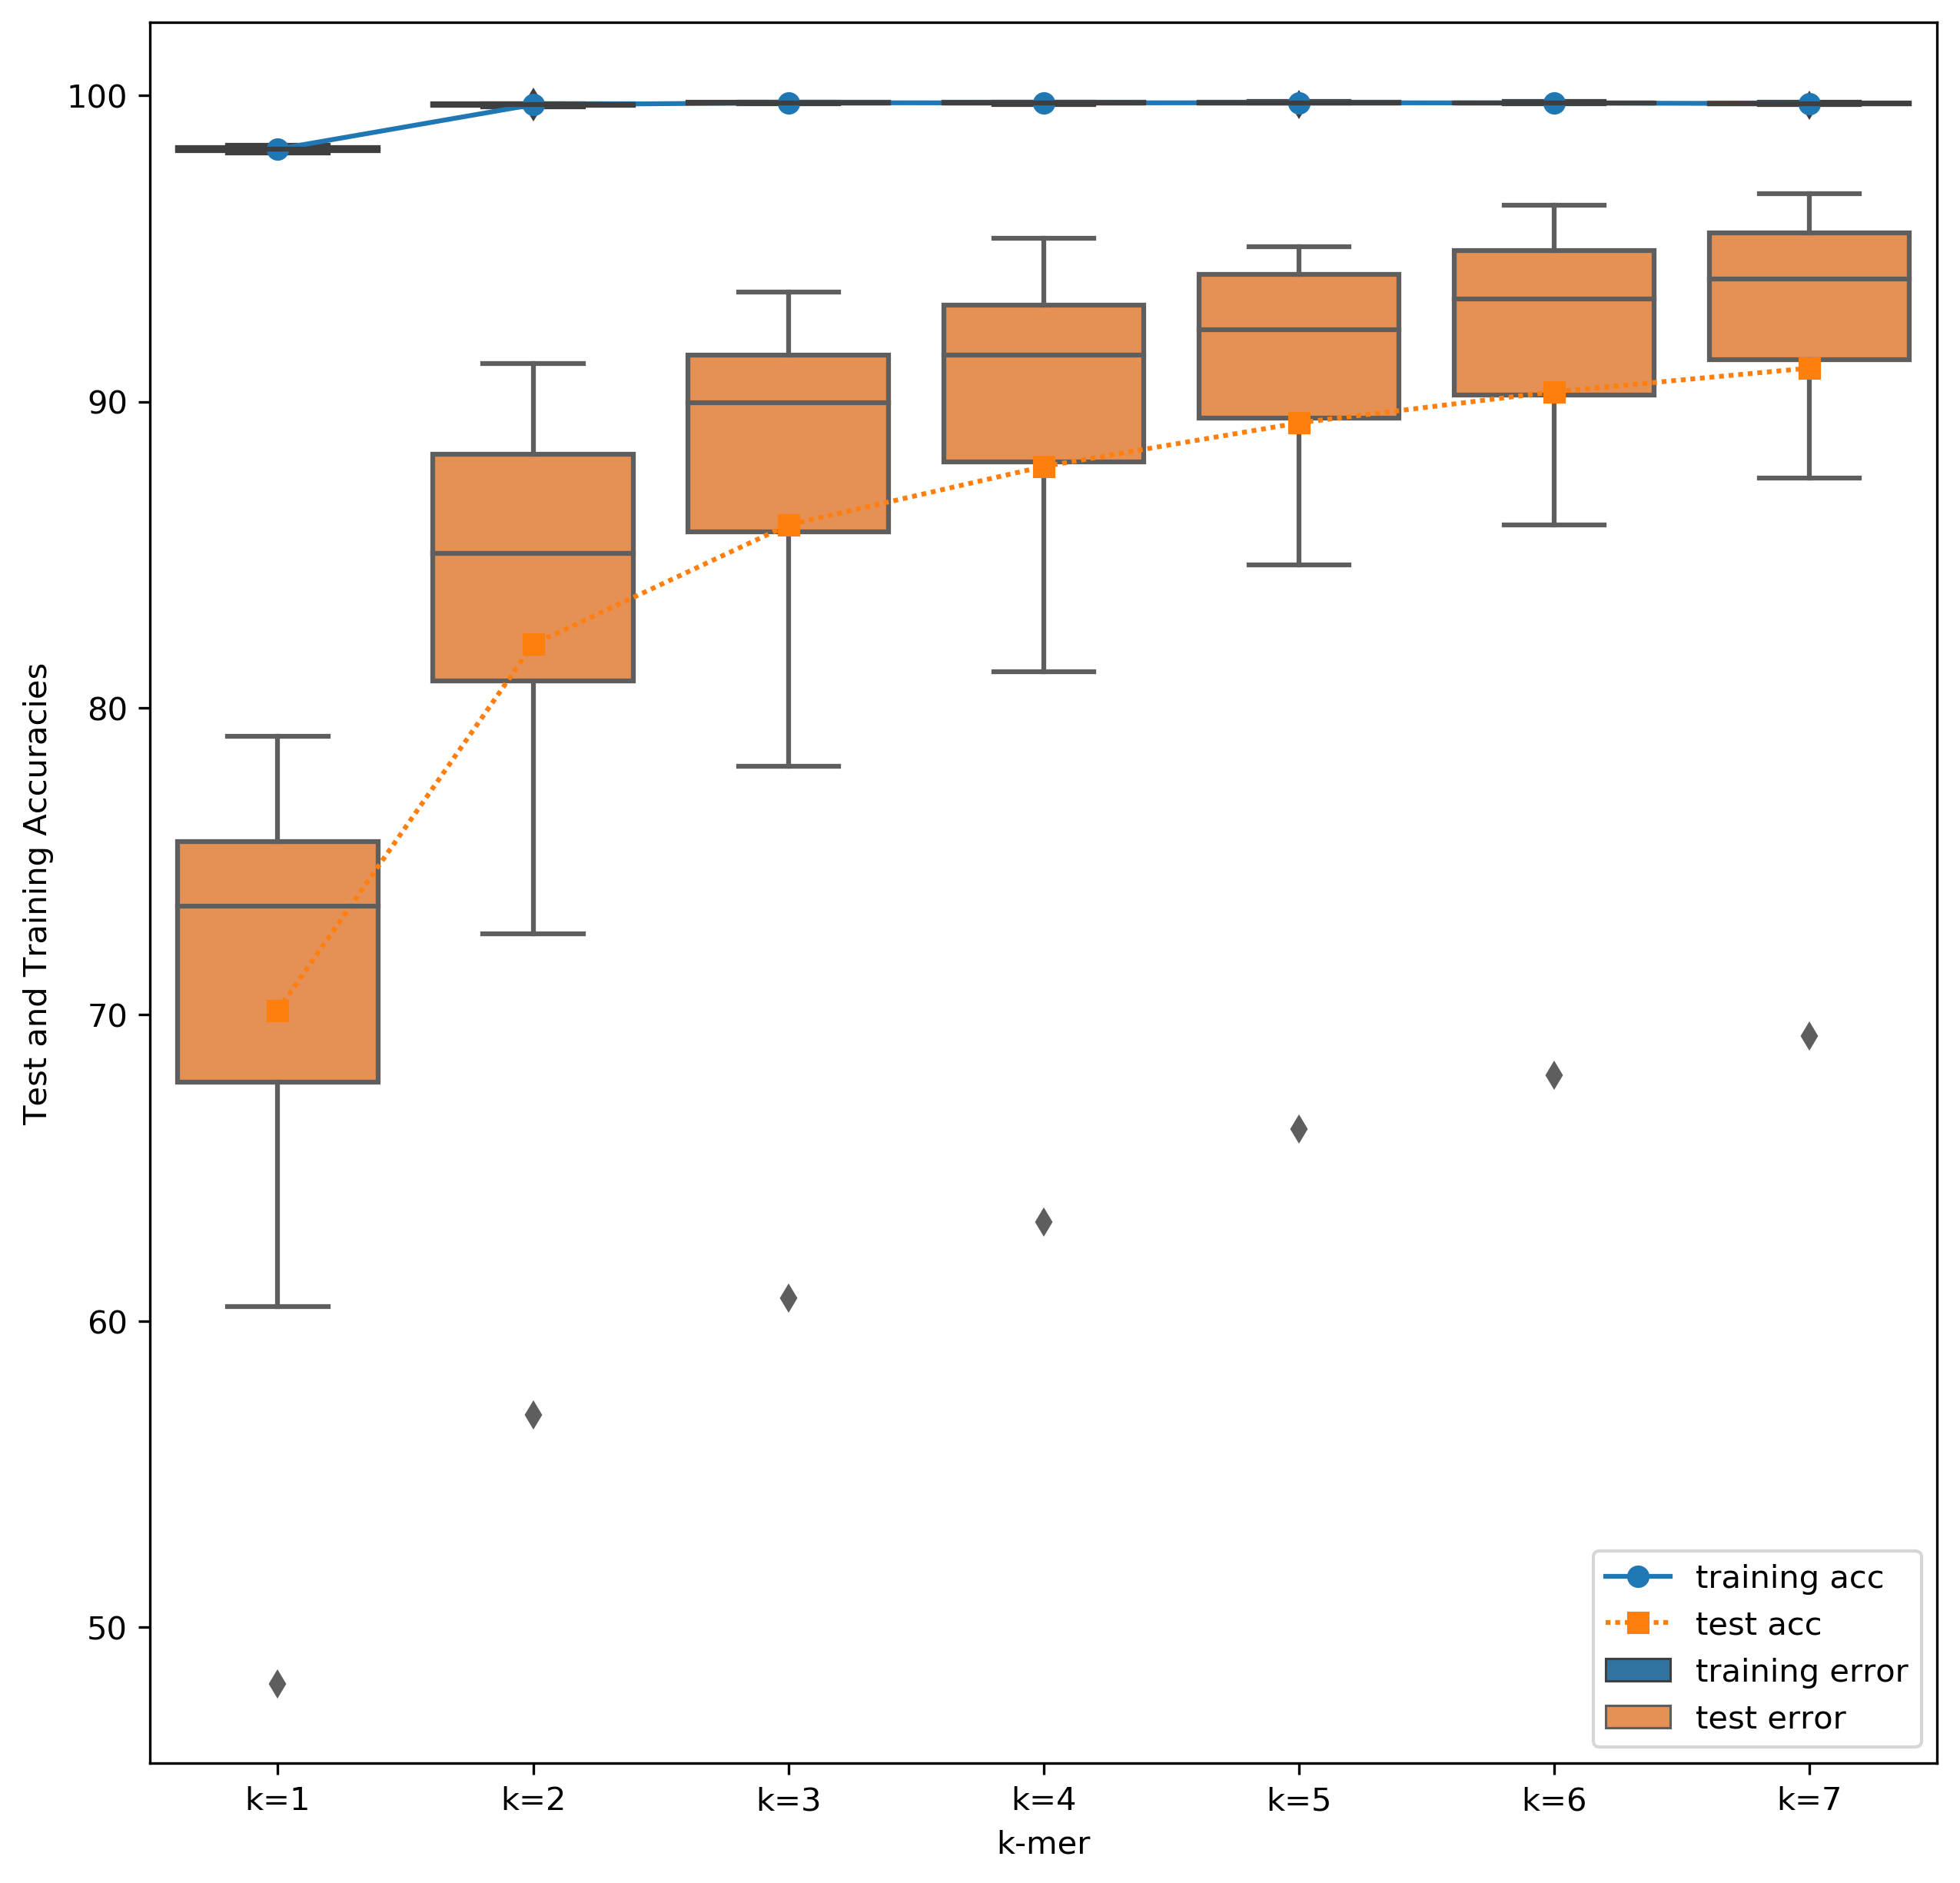 Test and Training Accuracies
100
90
80
70
60
50
k=1 k=2 k=3 k=4 k=5 k=6 k=7
k-mer
training acc
test acc
training error
test error